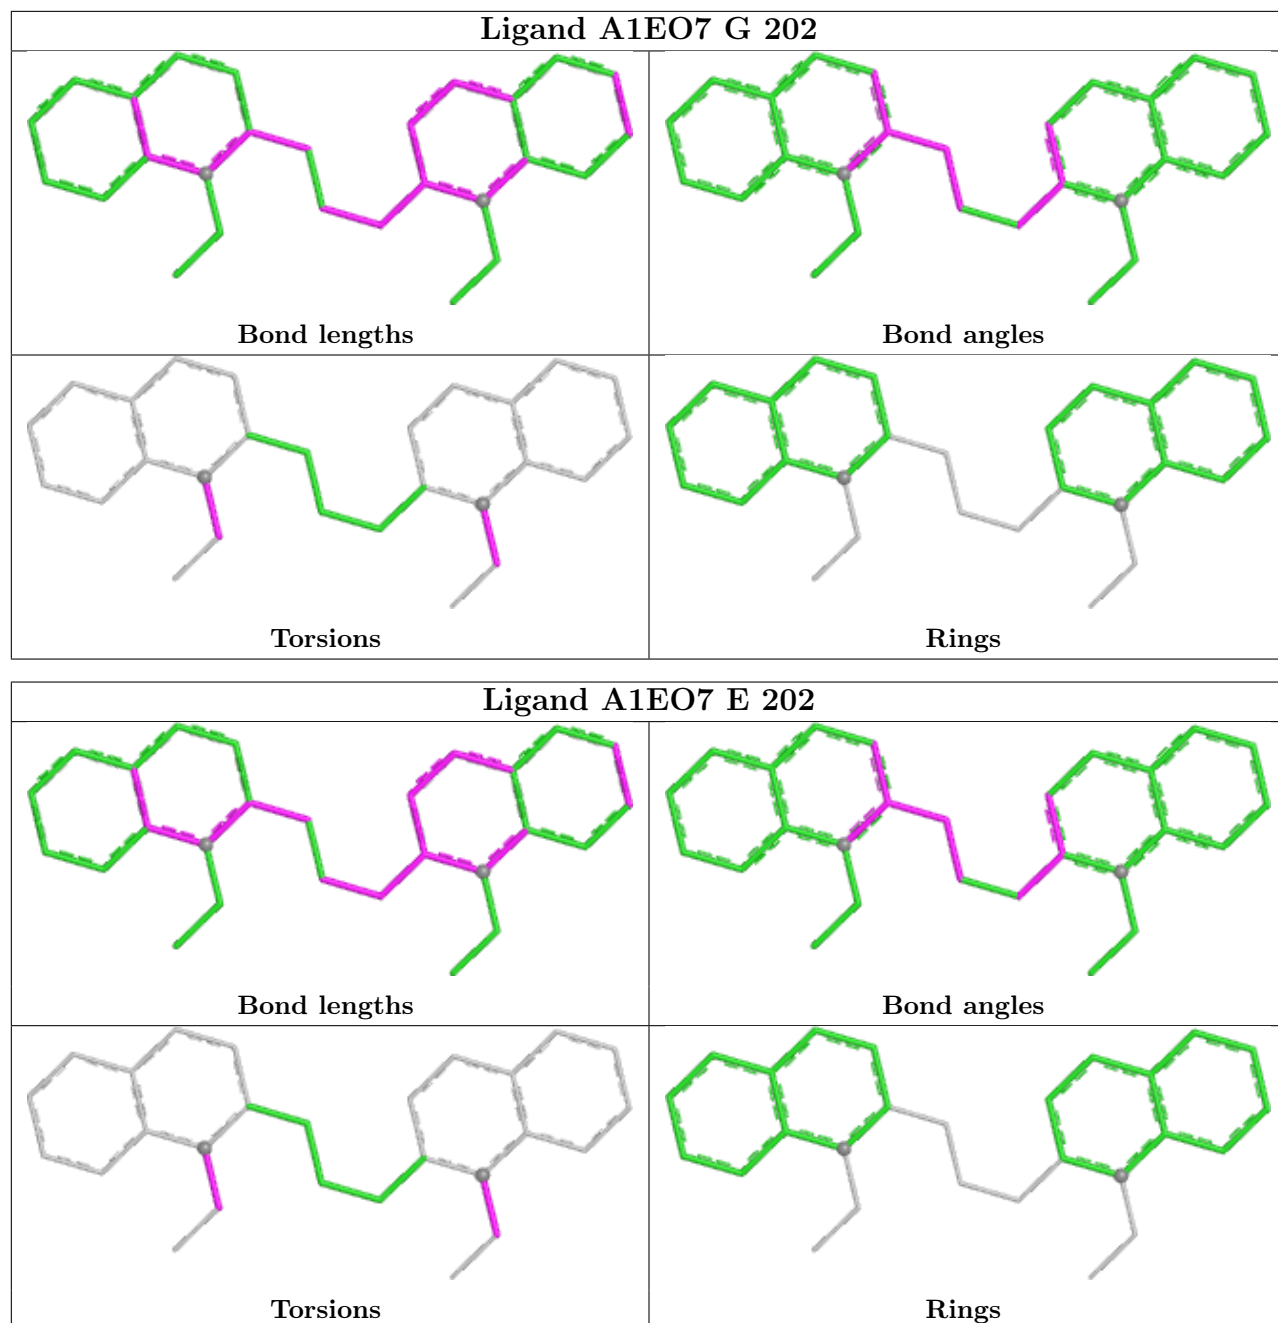 Ligand A1EO7 G 202
Bond lengths
Bond angles
Torsions
Rings
Ligand A1EO7 E 202
Bond lengths
Bond angles
Torsions
Rings